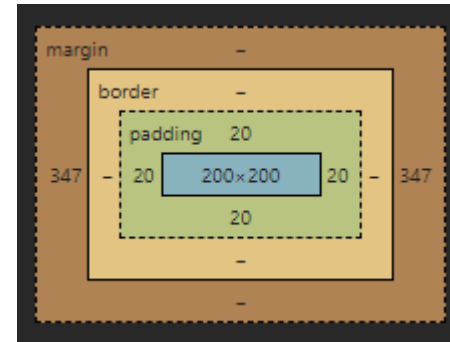 margin –
border –
padding 20
347 – 20 200×200 20 – 347
20
–
–